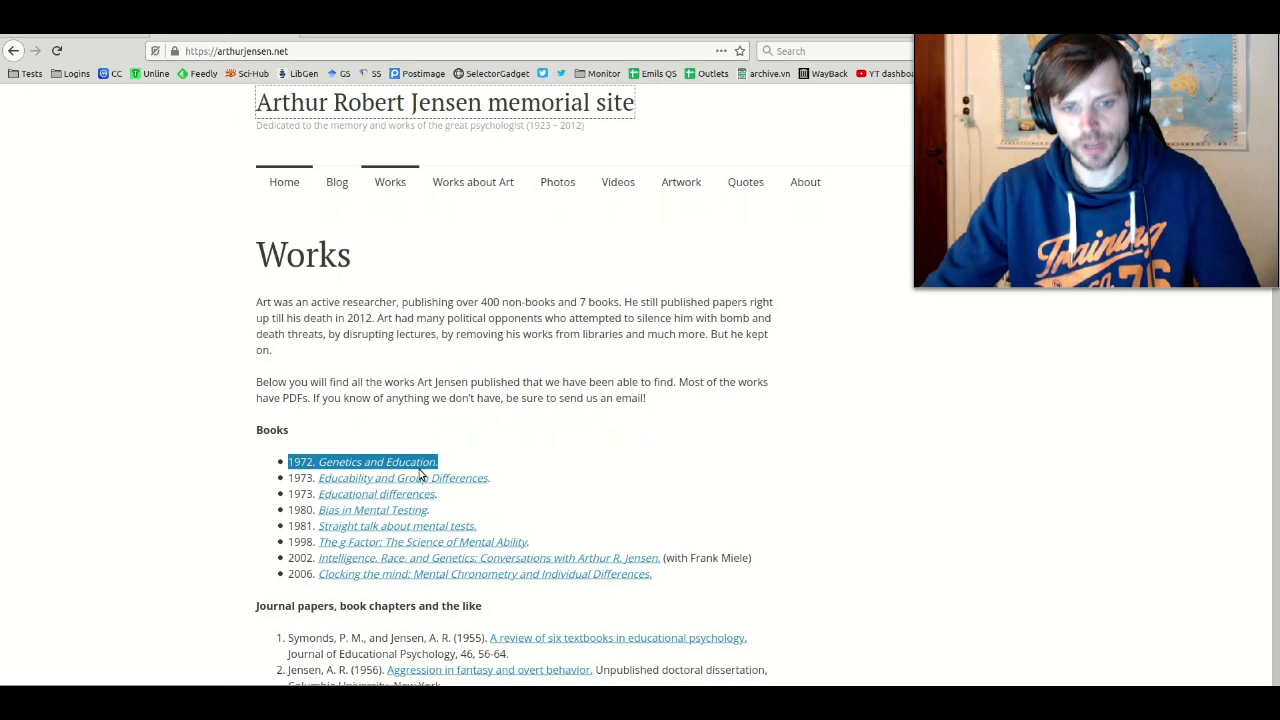 https://arthurjensen.net
Search
Tests Logins CC Unline Feedly Sci-Hub LibGen GS SS Postimage SelectorGadget Monitor Emils QS Outlets archive.vn WayBack YT dashboa
Arthur Robert Jensen memorial site
Dedicated to the memory and works of the great psychologist (1923 – 2012)
Home Blog Works Works about Art Photos Videos Artwork Quotes About
Works
Art was an active researcher, publishing over 400 non-books and 7 books. He still published papers right
up till his death in 2012. Art had many political opponents who attempted to silence him with bomb and
death threats, by disrupting lectures, by removing his works from libraries and much more. But he kept
on.
Below you will find all the works Art Jensen published that we have been able to find. Most of the works
have PDFs. If you know of anything we don't have, be sure to send us an email!
Books
1972. Genetics and Education.
1973. Educability and Group Differences.
1973. Educational differences.
1980. Bias in Mental Testing.
1981. Straight talk about mental tests.
1998. The g Factor: The Science of Mental Ability.
2002. Intelligence, Race, and Genetics: Conversations with Arthur R. Jensen. (with Frank Miele)
2006. Clocking the mind: Mental Chronometry and Individual Differences.
Journal papers, book chapters and the like
1. Symonds, P. M., and Jensen, A. R. (1955). A review of six textbooks in educational psychology.
Journal of Educational Psychology, 46, 56-64.
2. Jensen, A. R. (1956). Aggression in fantasy and overt behavior. Unpublished doctoral dissertation,
Columbia University, New York.
Training
76